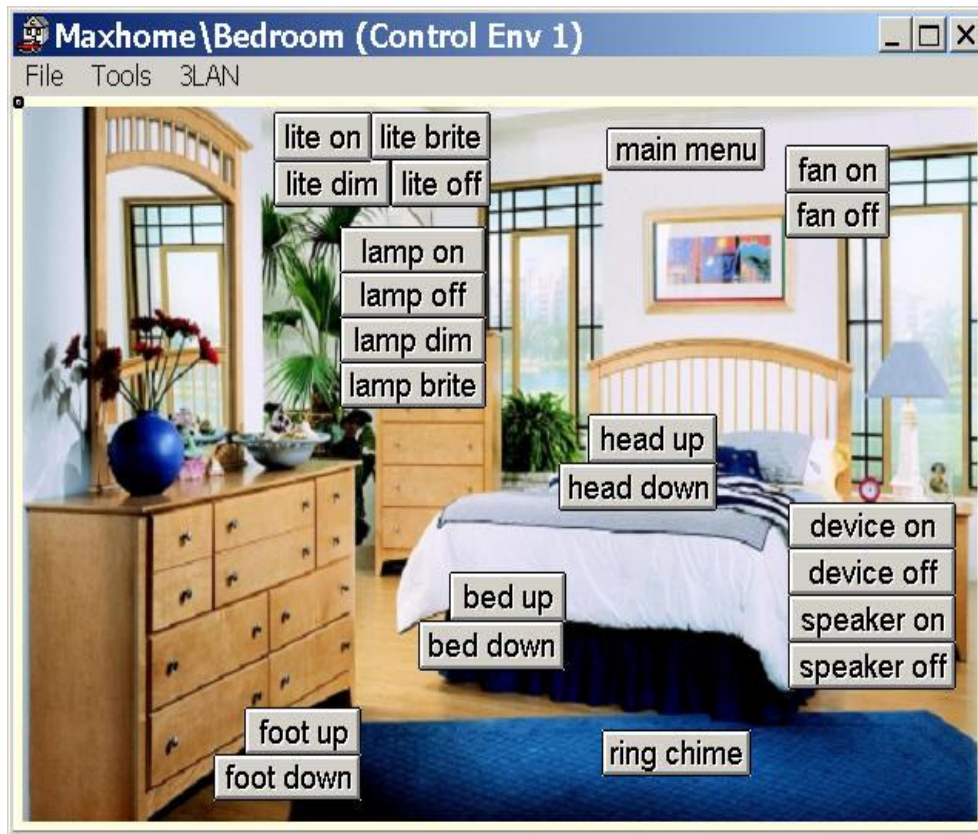 Maxhome\Bedroom (Control Env 1)
File Tools 3LAN
lite on lite brite
lite dim lite off
main menu
fan on
fan off
lamp on
lamp off
lamp dim
lamp brite
head up
head down
device on
device off
speaker on
speaker off
bed up
bed down
foot up
foot down
ring chime